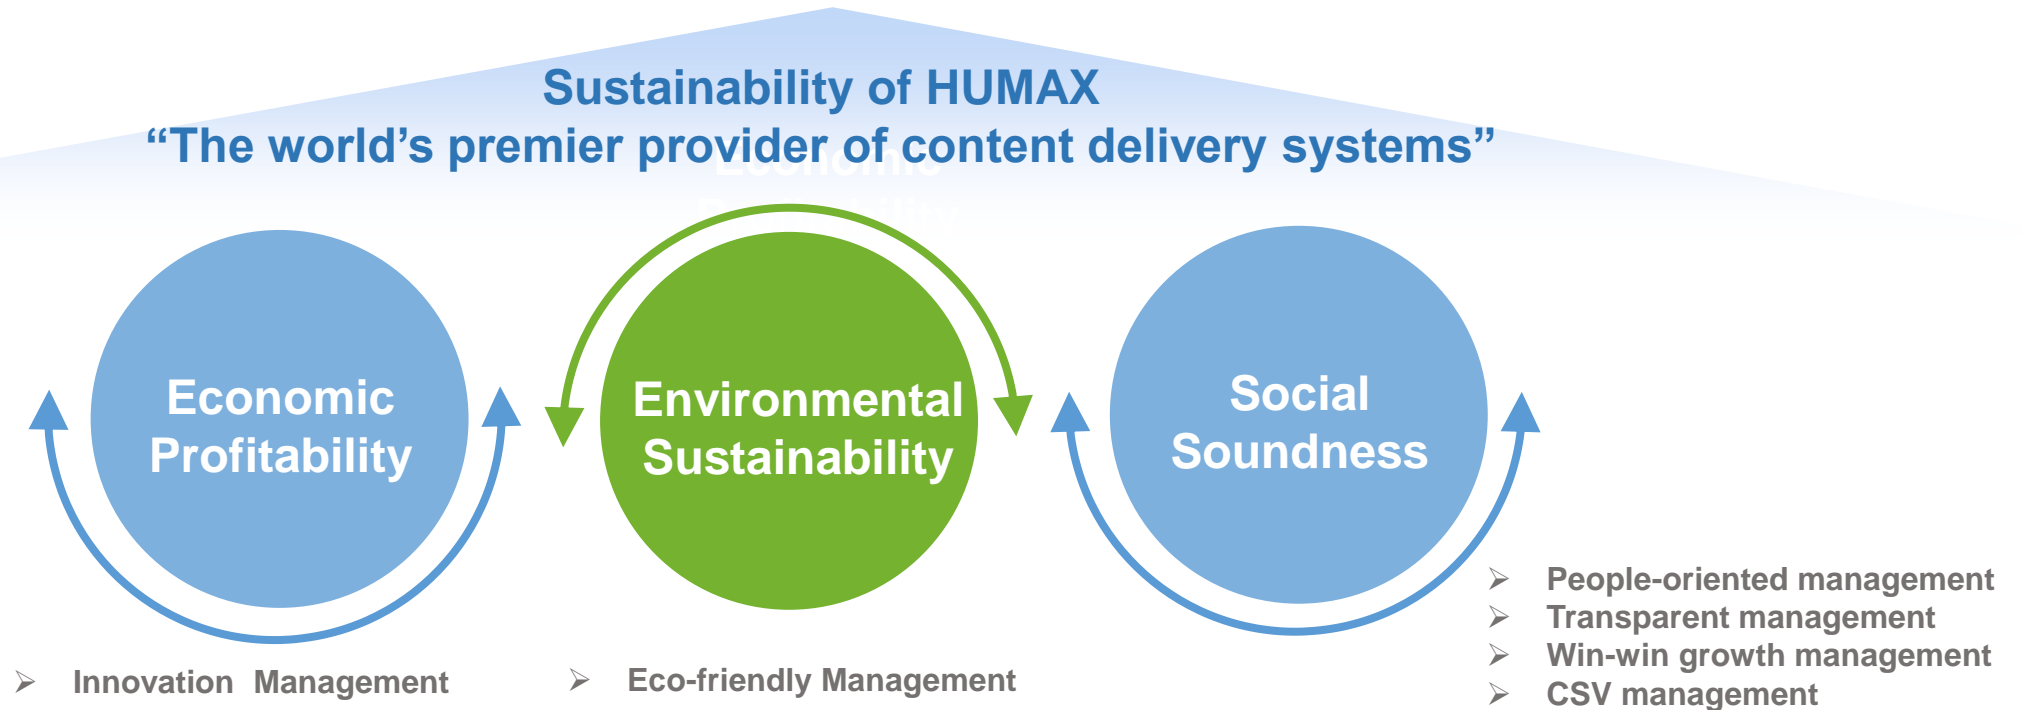 Sustainability of HUMAX
“The world’s premier provider of content delivery systems”
Economic
Profitability
Environmental
Sustainability
Social
Soundness
➢ Innovation Management
➢ Eco-friendly Management
➢ People-oriented management
➢ Transparent management
➢ Win-win growth management
➢ CSV management